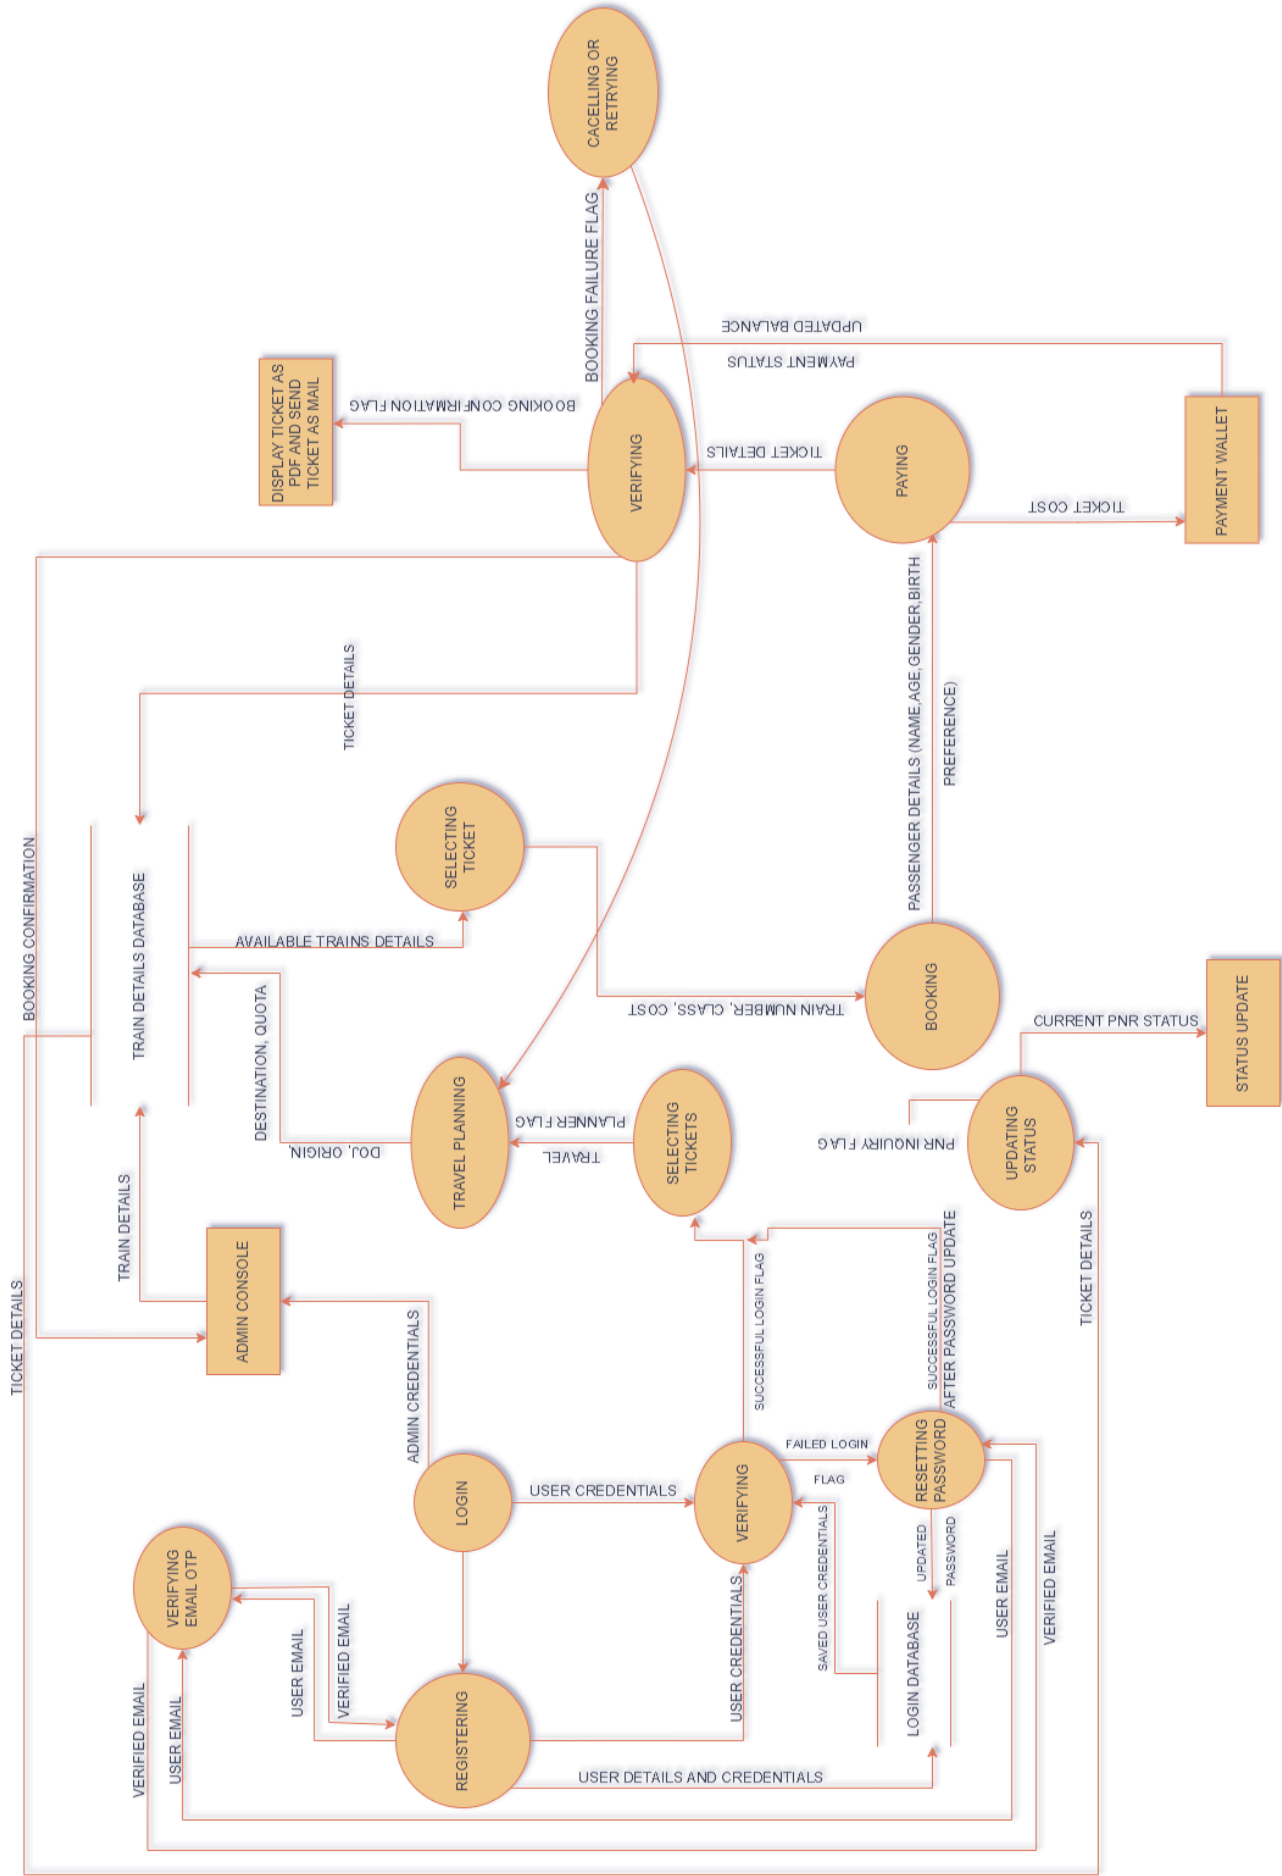 TICKET DETAILS
BOOKING CONFIRMATION
VERIFIED EMAIL
USER EMAIL
VERIFYING
EMAIL OTP
TRAIN DETAILS
ADMIN CONSOLE
TRAIN DETAILS DATABASE
DESTINATION, QUOTA
DOJ, ORIGIN,
AVAILABLE TRAINS DETAILS
TICKET DETAILS
DISPLAY TICKET AS
PDF AND SEND
TICKET AS MAIL
BOOKING CONFIRMATION FLAG
USER EMAIL
VERIFIED EMAIL
ADMIN CREDENTIALS
REGISTERING
LOGIN
TRAVEL PLANNING
SELECTING
TICKET
BOOKING FAILURE FLAG
CACELLING OR
RETRYING
USER CREDENTIALS
TRAVEL
PLANNER FLAG
TRAIN NUMBER, CLASS, COST
VERIFYING
SELECTING
TICKETS
USER DETAILS AND CREDENTIALS
USER CREDENTIALS
VERIFYING
SUCCESSFUL LOGIN FLAG
TICKET DETAILS
PAYMENT STATUS
UPDATED BALANCE
FAILED LOGIN
FLAG
SAVED USER CREDENTIALS
LOGIN DATABASE
UPDATED
PASSWORD
RESETTING
PASSWORD
SUCCESSFUL LOGIN FLAG
AFTER PASSWORD UPDATE
PNR INQUIRY FLAG
BOOKING
PASSENGER DETAILS (NAME,AGE,GENDER,BIRTH
PREFERENCE)
PAYING
USER EMAIL
VERIFIED EMAIL
UPDATING
STATUS
TICKET DETAILS
CURRENT PNR STATUS
TICKET COST
STATUS UPDATE
PAYMENT WALLET